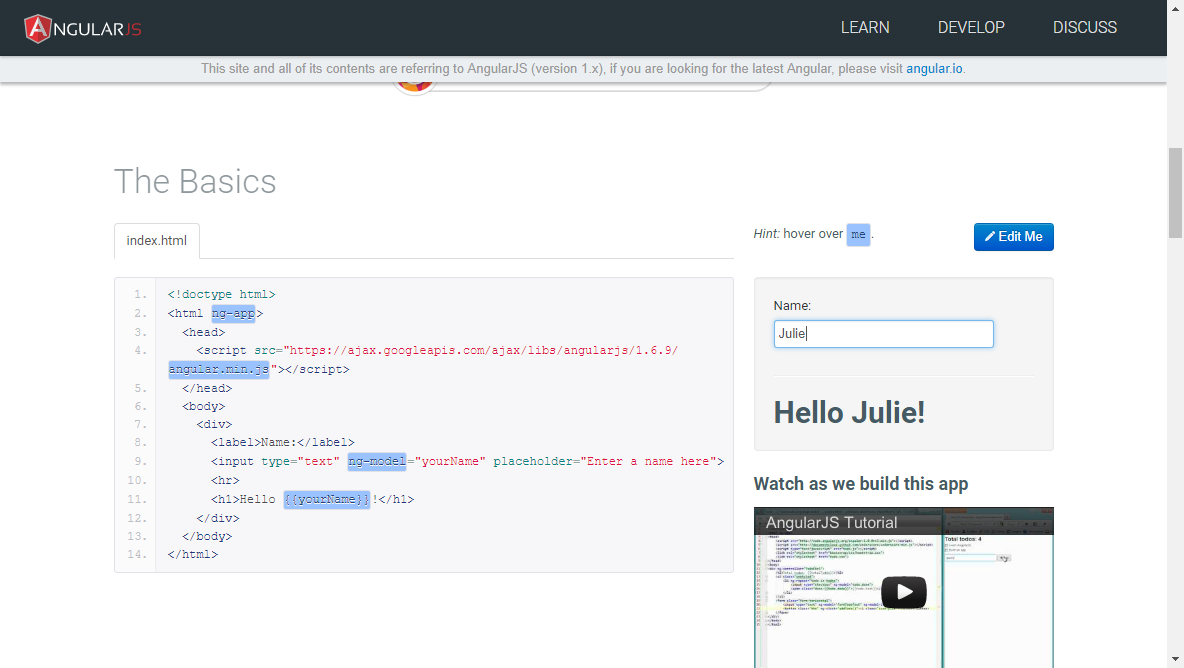 ANGULARJS
LEARN DEVELOP DISCUSS
This site and all of its contents are referring to AngularJS (version 1.x), if you are looking for the latest Angular, please visit angular.io.
The Basics
index.html
1. <!doctype html>
2. <html ng-app>
3.   <head>
4.     <script src="https://ajax.googleapis.com/ajax/libs/angularjs/1.6.9/
angular.min.js"></script>
5.   </head>
6.   <body>
7.     <div>
8.       <label>Name:</label>
9.       <input type="text" ng-model="yourName" placeholder="Enter a name here">
10.       <hr>
11.       <h1>Hello {{yourName}}!</h1>
12.     </div>
13.   </body>
14. </html>
Hint: hover over me.
Edit Me
Name:
Julie
Hello Julie!
Watch as we build this app
AngularJS Tutorial
Total todos: 4